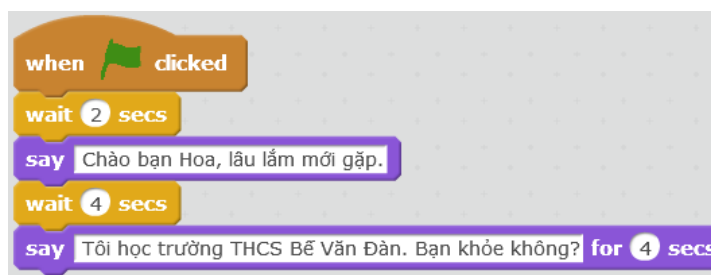 when clicked
wait 2 secs
say Chào bạn Hoa, lâu lắm mới gặp.
wait 4 secs
say Tôi học trường THCS Bế Văn Đàn. Bạn khỏe không? for 4 secs